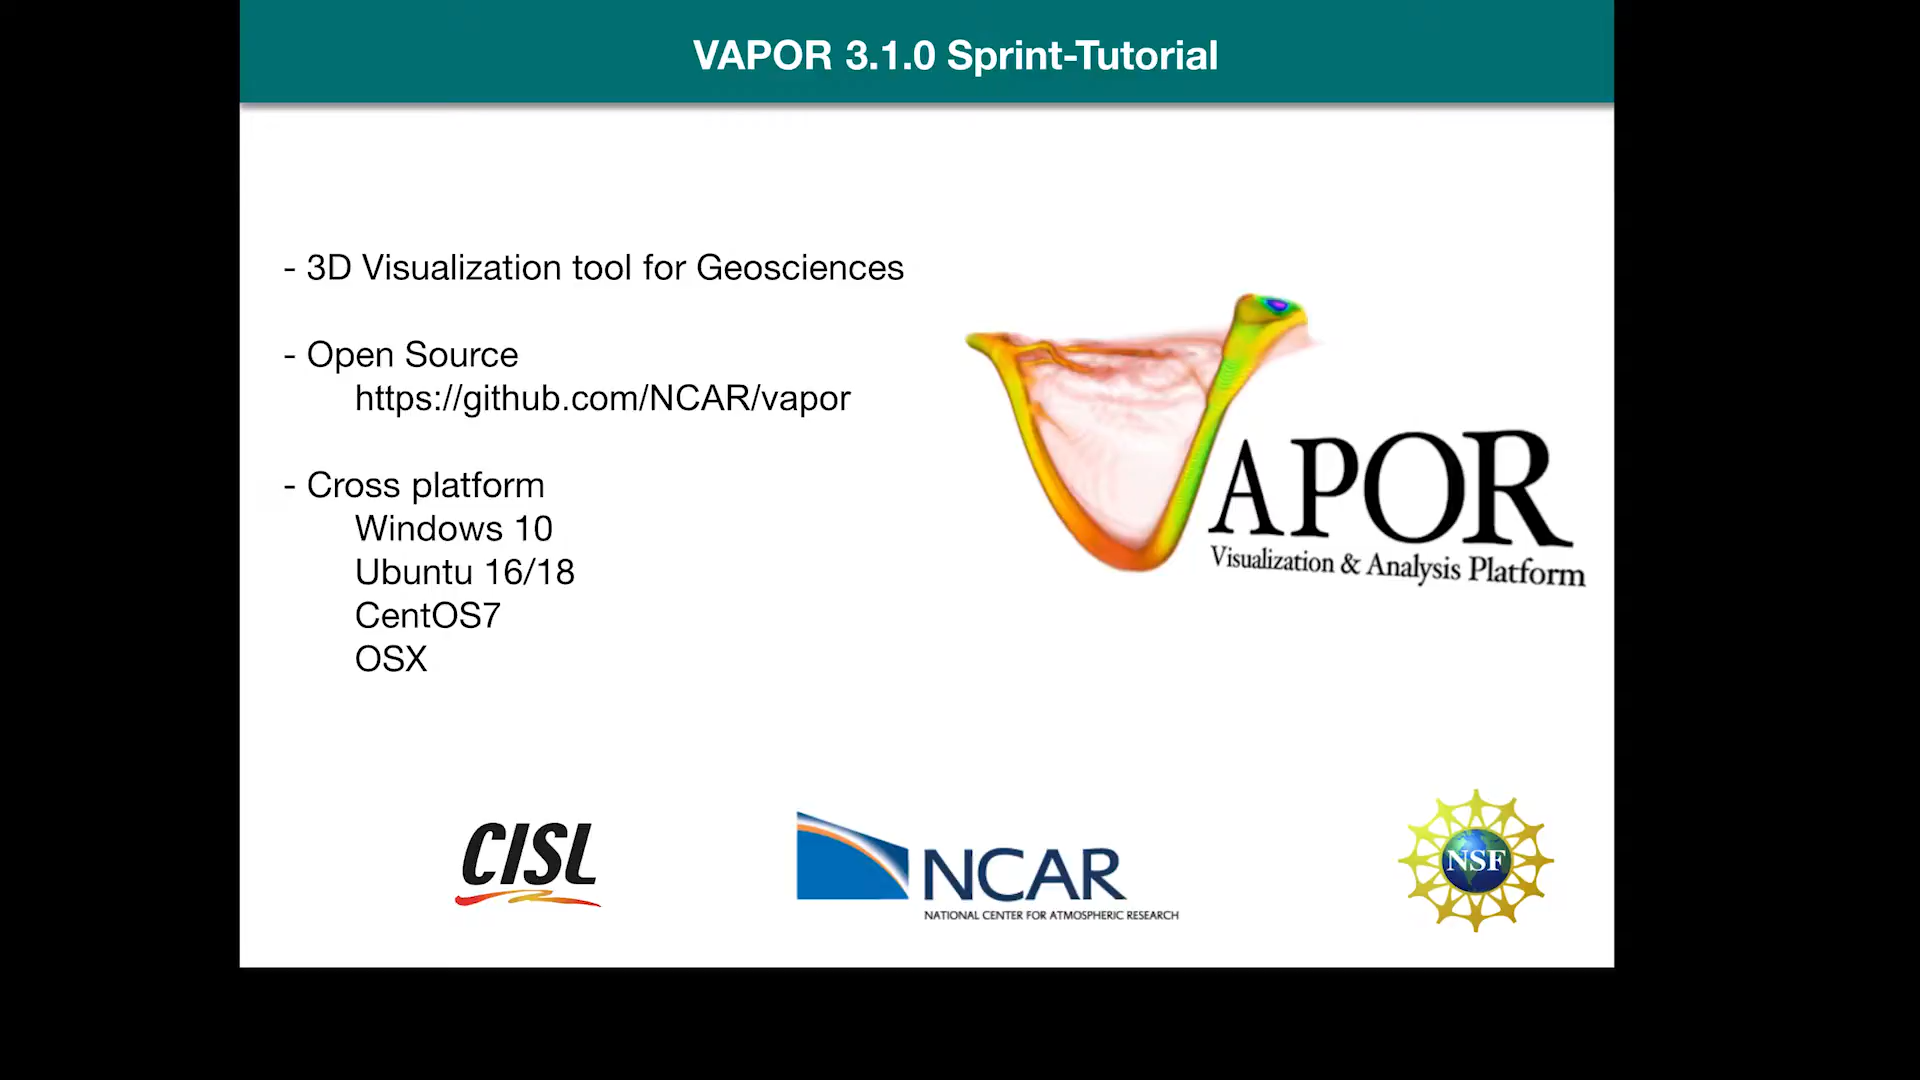 VAPOR 3.1.0 Sprint-Tutorial
- 3D Visualization tool for Geosciences
- Open Source
https://github.com/NCAR/vapor
- Cross platform
Windows 10
Ubuntu 16/18
CentOS7
OSX
VAPOR
Visualization & Analysis Platform
CISL
NCAR
NATIONAL CENTER FOR ATMOSPHERIC RESEARCH
NSF